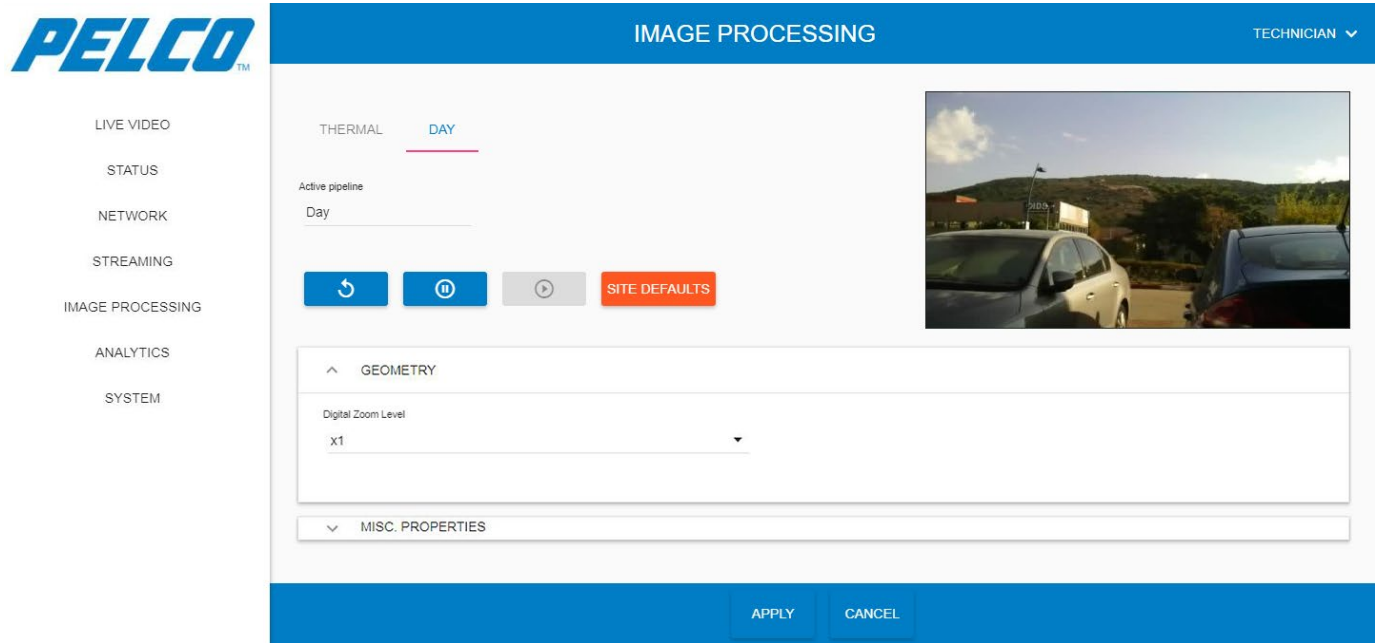 PELCO
TM
IMAGE PROCESSING
TECHNICIAN
LIVE VIDEO
STATUS
NETWORK
STREAMING
IMAGE PROCESSING
ANALYTICS
SYSTEM
THERMAL DAY
Active pipeline
Day
SITE DEFAULTS
GEOMETRY
Digital Zoom Level
x1
MISC. PROPERTIES
APPLY CANCEL